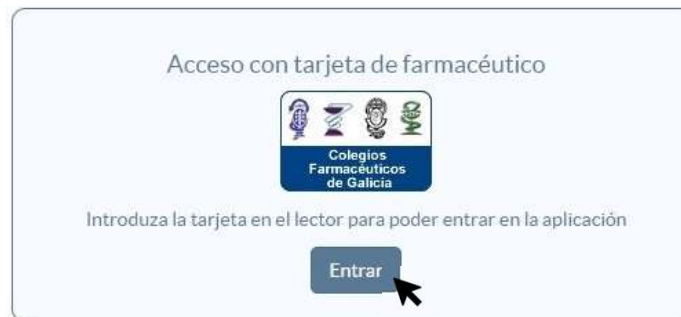 Acceso con tarjeta de farmacéutico
Colegios
Farmacéuticos
de Galicia
Introduza la tarjeta en el lector para poder entrar en la aplicación
Entrar